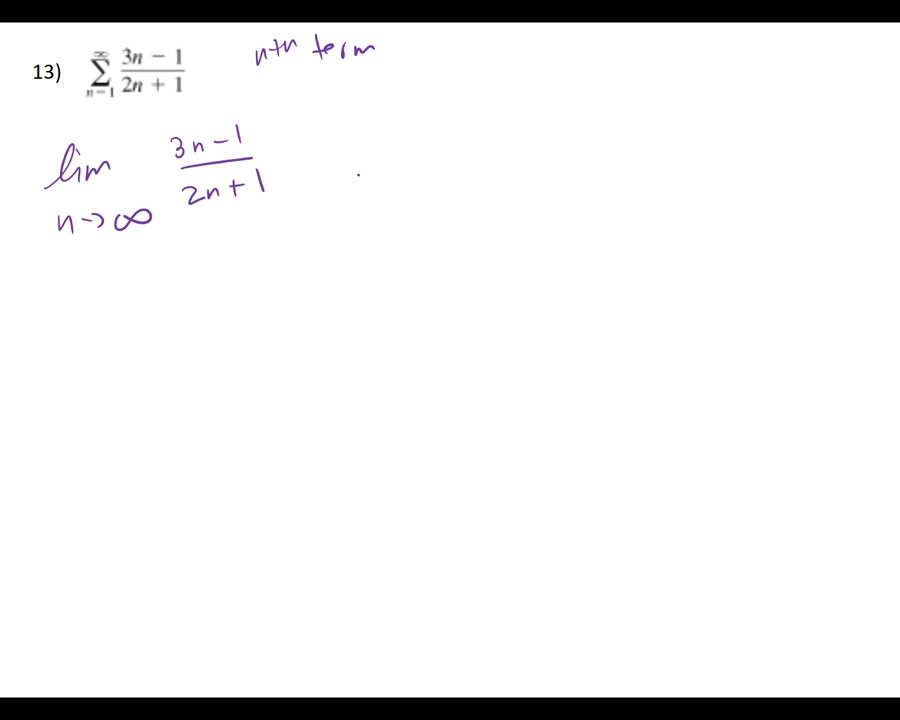 13) ∞ ∑ n=1 3n − 1 / 2n + 1 nth term
lim n→∞ 3n − 1 / 2n + 1